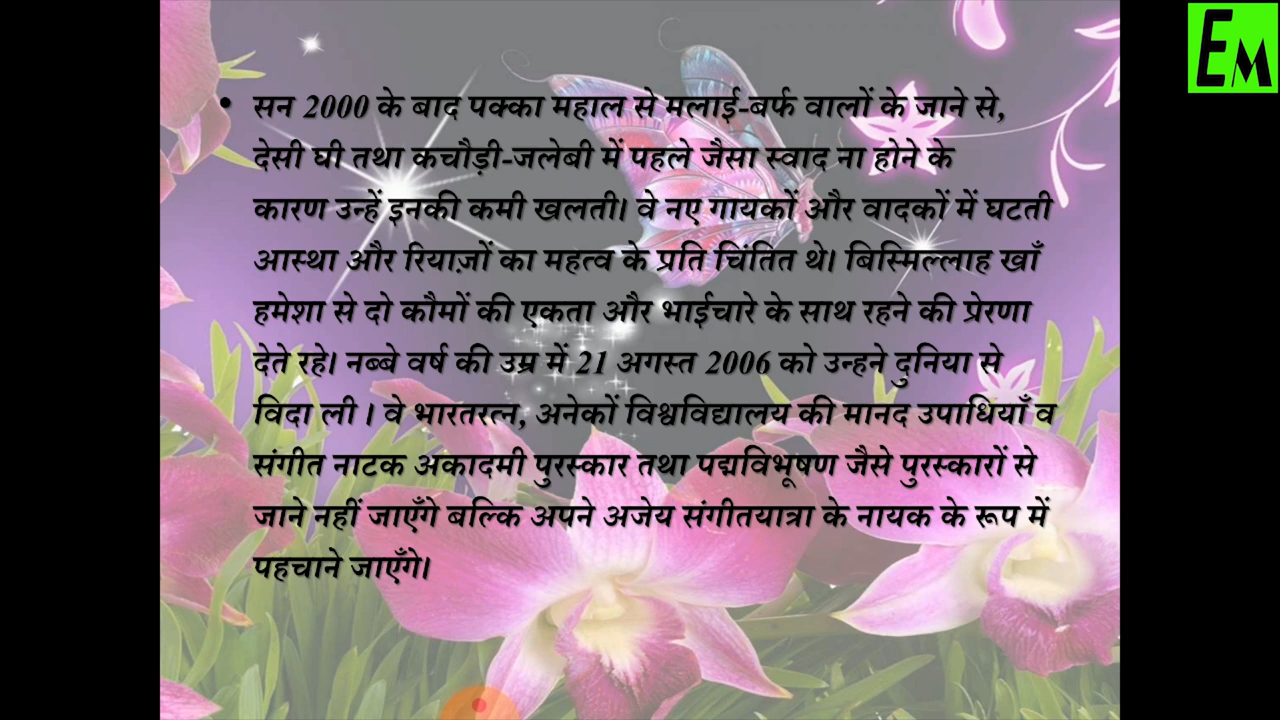 EM
• सन 2000 के बाद पक्का महाल से मलाई-बर्फ वालों के जाने से,
देसी घी तथा कचौड़ी-जलेबी में पहले जैसा स्वाद ना होने के
कारण उन्हें इनकी कमी खलती। वे नए गायकों और वादकों में घटती
आस्था और रियाज़ों का महत्व के प्रति चिंतित थे। बिस्मिल्लाह खाँ
हमेशा से दो कौमों की एकता और भाईचारे के साथ रहने की प्रेरणा
देते रहे। नब्बे वर्ष की उम्र में 21 अगस्त 2006 को उन्हने दुनिया से
विदा ली । वे भारतरत्न, अनेकों विश्वविद्यालय की मानद उपाधियाँ व
संगीत नाटक अकादमी पुरस्कार तथा पद्मविभूषण जैसे पुरस्कारों से
जाने नहीं जाएँगे बल्कि अपने अजेय संगीतयात्रा के नायक के रूप में
पहचाने जाएँगे।